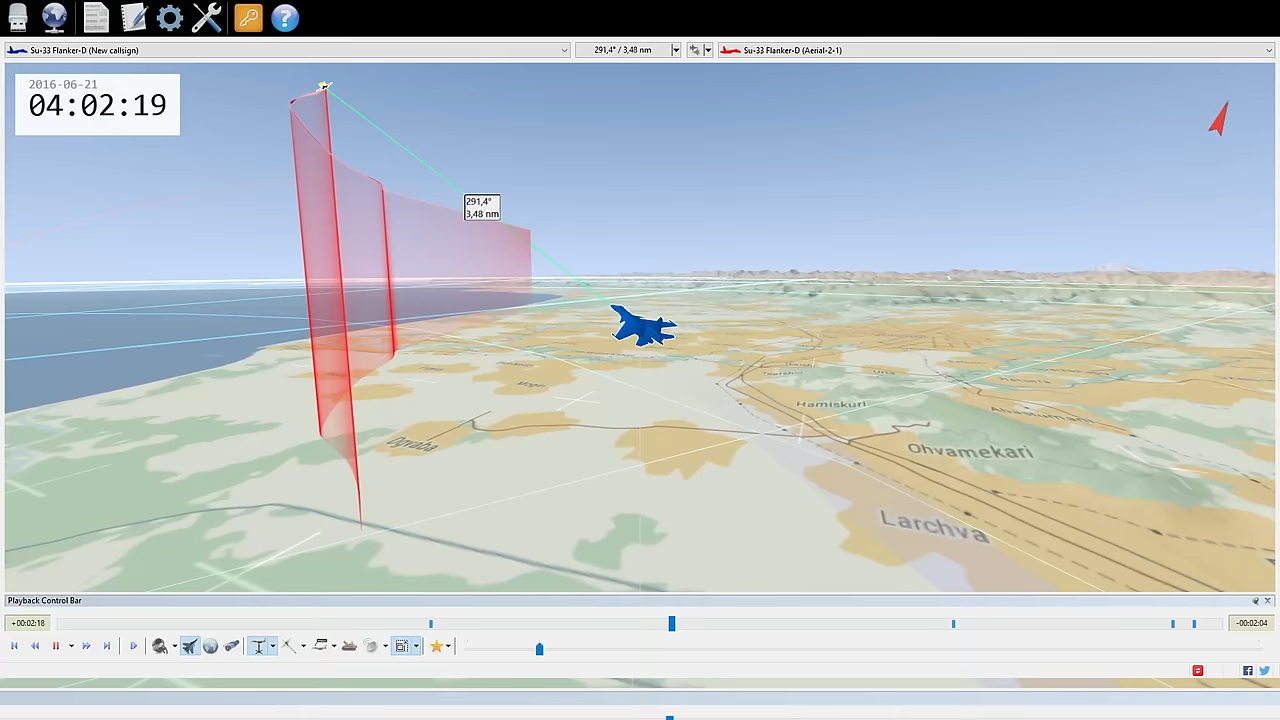 Su-33 Flanker-D (New callsign)
291,4° / 3,48 nm
Su-33 Flanker-D (Aerial-2-1)
2016-06-21
04:02:19
291,4°
3,48 nm
Hamiskuri
Dgvaba
Ohvamekari
Larchva
Playback Control Bar
+00:02:18
-00:02:04